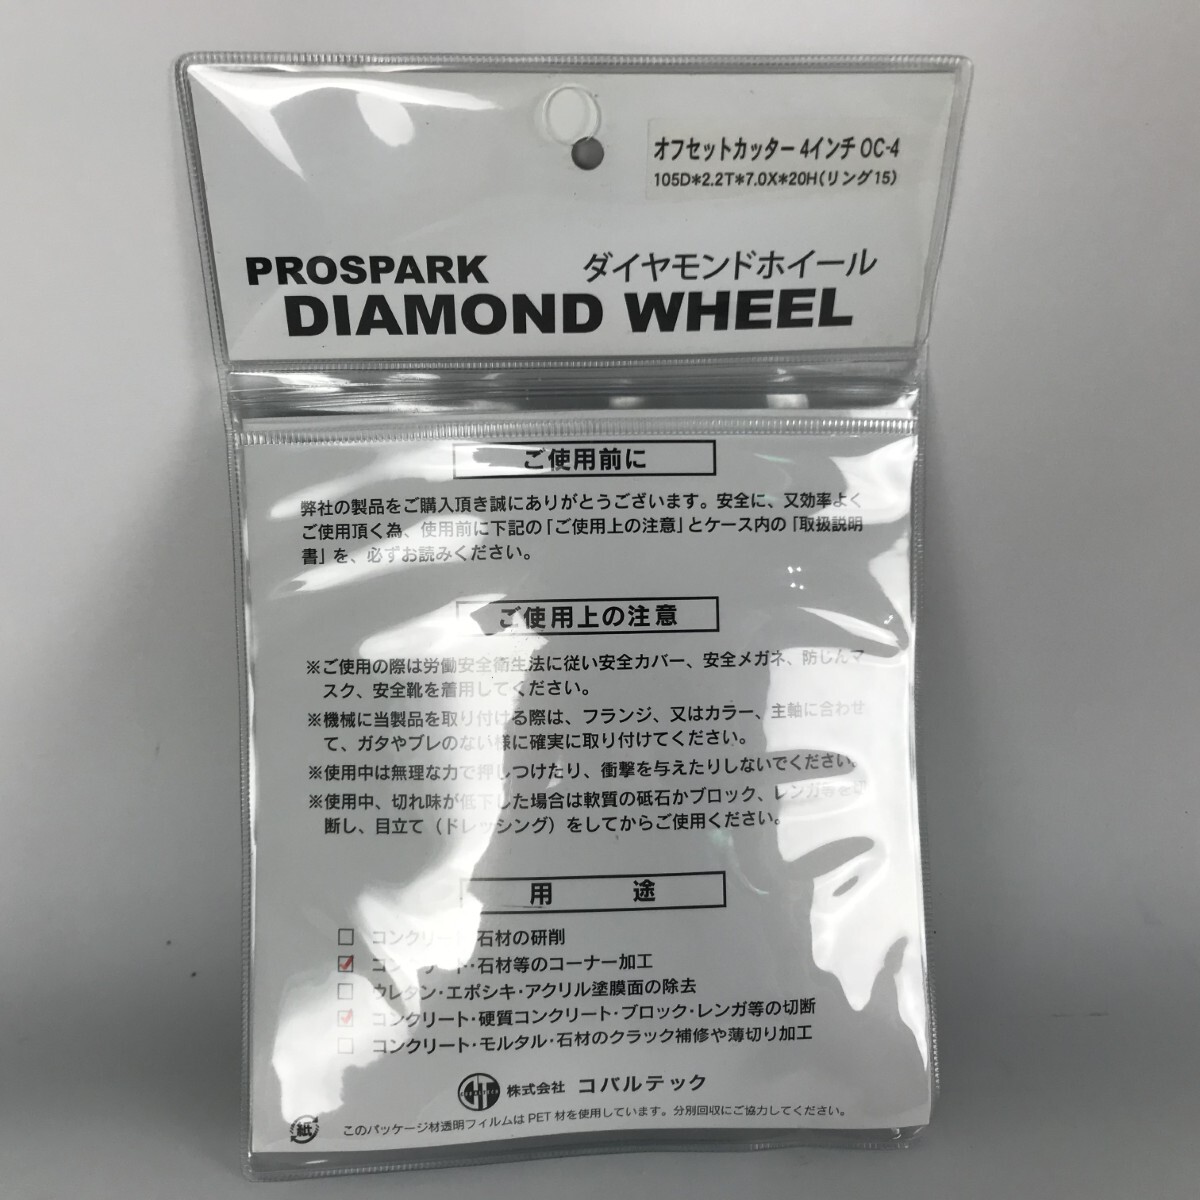 オフセットカッター 4インチ OC-4
105D*2.2T*7.0X*20H(リング15)
PROSPARK ダイヤモンドホイール
DIAMOND WHEEL
ご使用前に
弊社の製品をご購入頂き誠にありがとうございます。安全に、又効率よく
ご使用頂く為、使用前に下記の「ご使用上の注意」とケース内の「取扱説明
書」を、必ずお読みください。
ご使用上の注意
※ご使用の際は労働安全衛生法に従い安全カバー、安全メガネ、防じんマ
スク、安全靴を着用してください。
※機械に当製品を取り付ける際は、フランジ、又はカラー、主軸に合わせ
て、ガタやブレのない様に確実に取り付けてください。
※使用中は無理な力で押しつけたり、衝撃を与えたりしないでください。
※使用中、切れ味が低下した場合は軟質の砥石かブロック、レンガ等を切
断し、目立て(ドレッシング)をしてからご使用ください。
用 途
コンクリート・石材の研削
コンクリート・石材等のコーナー加工
ウレタン・エポシキ・アクリル塗膜面の除去
コンクリート・硬質コンクリート・ブロック・レンガ等の切断
コンクリート・モルタル・石材のクラック補修や薄切り加工
株式会社 コバルテック
紙 このパッケージ材透明フィルムは PET 材を使用しています。分別回収にご協力してください。